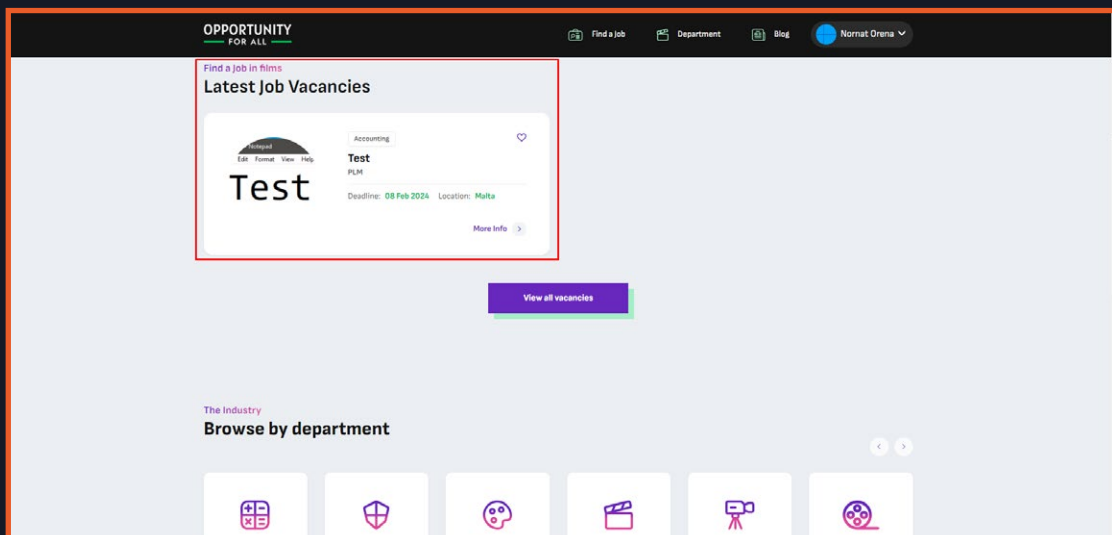 OPPORTUNITY
FOR ALL
Find a job
Department
Blog
Nornat Orena
Find a job in films
Latest Job Vacancies
Notepad
Edit Format View Help
Test
Accounting
Test
PLM
Deadline: 08 Feb 2024 Location: Malta
More Info
View all vacancies
The Industry
Browse by department